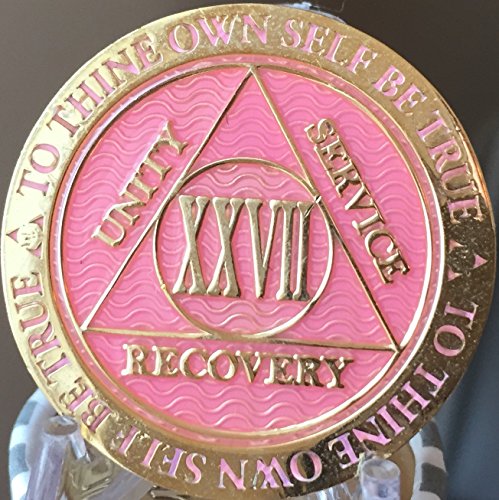 TO THINE OWN SELF BE TRUE
TO THINE OWN SELF BE TRUE
UNITY
SERVICE
XXVII
RECOVERY